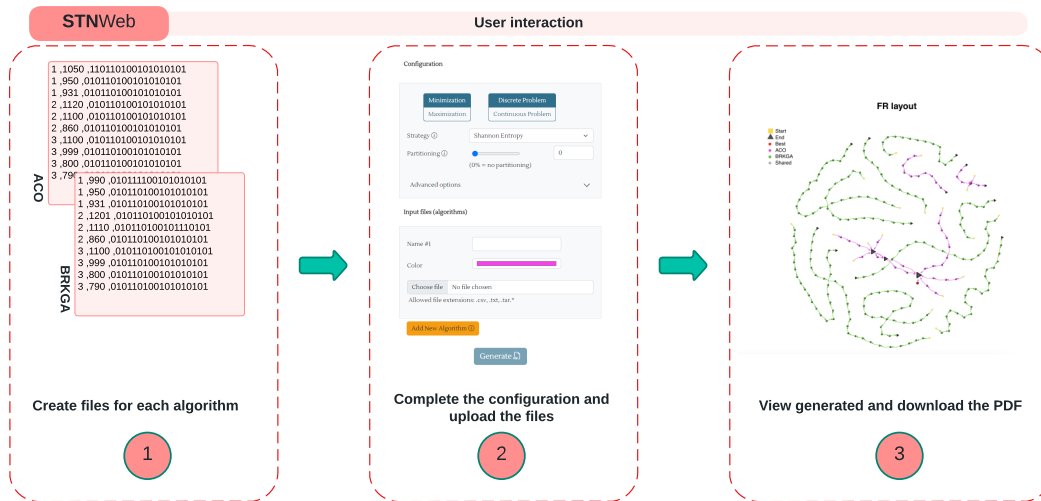 STNWeb
User interaction
1 ,1050 ,110110100101010101
1 ,950 ,010110100101010101
1 ,931 ,010110100101010101
2 ,1120 ,010110100101010101
2 ,1100 ,010110100101010101
2 ,860 ,010110100101010101
3 ,1100 ,010110100101010101
3 ,999 ,010110100101010101
3 ,800 ,010110100101010101
3 ,790
ACO
1 ,990 ,010111100101010101
1 ,950 ,010110100101010101
1 ,931 ,010110100101010101
2 ,1201 ,010110100101010101
2 ,1110 ,010110100101110101
2 ,860 ,010110100101010101
3 ,1100 ,010110100101010101
3 ,999 ,010110100101010101
3 ,800 ,010110100101010101
3 ,790 ,010110100101010101
BRKGA
Create files for each algorithm
1
Configuration
Minimization
Maximization
Discrete Problem
Continuous Problem
Strategy
Shannon Entropy
Partitioning
0
(0% = no partitioning)
Advanced options
Input files (algorithms)
Name #1
Color
Choose file
No file chosen
Allowed file extensions: .csv, .txt, .tar.*
Add New Algorithm
Generate
Complete the configuration and
upload the files
2
FR layout
Start
End
Best
ACO
BRKGA
Shared
View generated and download the PDF
3